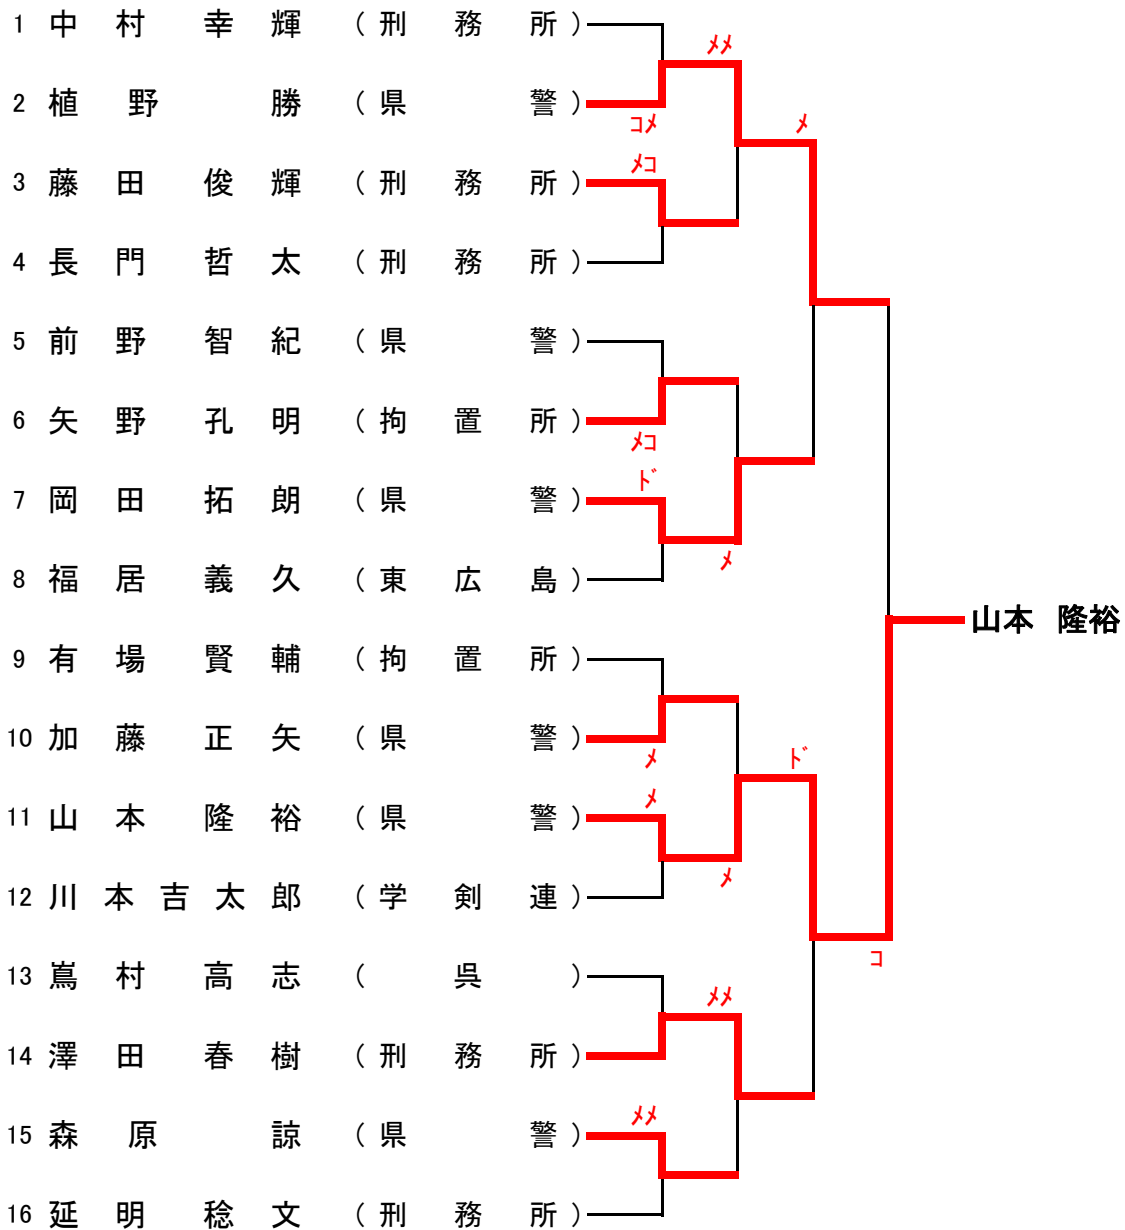 1 中村 幸輝 (刑務所)
ﾒﾒ
2 植野 勝 (県警)
ｺﾒ
ﾒ
3 藤田 俊輝 (刑務所)
ﾒｺ
4 長門 哲太 (刑務所)
5 前野 智紀 (県警)
6 矢野 孔明 (拘置所)
ﾒｺ
7 岡田 拓朗 (県警)
ﾄﾞ
ﾒ
8 福居 義久 (東広島)
山本 隆裕
9 有場 賢輔 (拘置所)
10 加藤 正矢 (県警)
ﾒ
ﾄﾞ
11 山本 隆裕 (県警)
ﾒ
ﾒ
12 川本吉太郎 (学剣連)
ｺ
13 嶌村 高志 (呉)
ﾒﾒ
14 澤田 春樹 (刑務所)
15 森原 諒 (県警)
ﾒﾒ
16 延明 稔文 (刑務所)